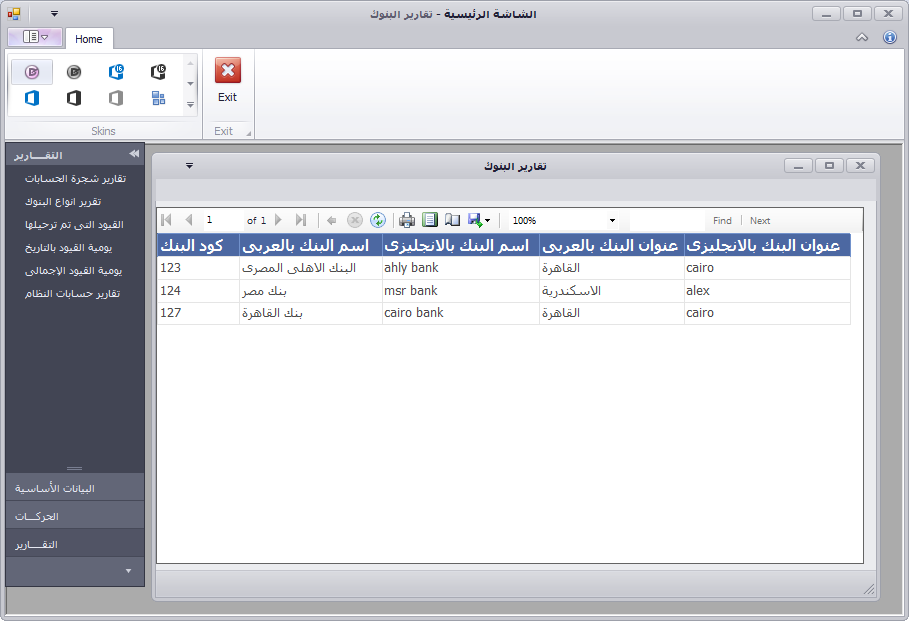 الشاشة الرئيسية - تقارير البنوك
Home
Exit
Skins
Exit
التقـــــارير
تقارير شجرة الحسابات
تقرير انواع البنوك
القيود التى تم ترحيلها
يومية القيود بالتاريخ
يومية القيود الإجمالى
تقارير حسابات النظام
البيانات الأساسية
الحركـــات
التقـــــارير
تقارير البنوك
1 of 1 100% Find Next
كود البنك اسم البنك بالعربى اسم البنك بالانجليزى عنوان البنك بالعربى عنوان البنك بالانجليزى
123 البنك الاهلى المصرى ahly bank القاهرة cairo
124 بنك مصر msr bank الاسكندرية alex
127 بنك القاهرة cairo bank القاهرة cairo